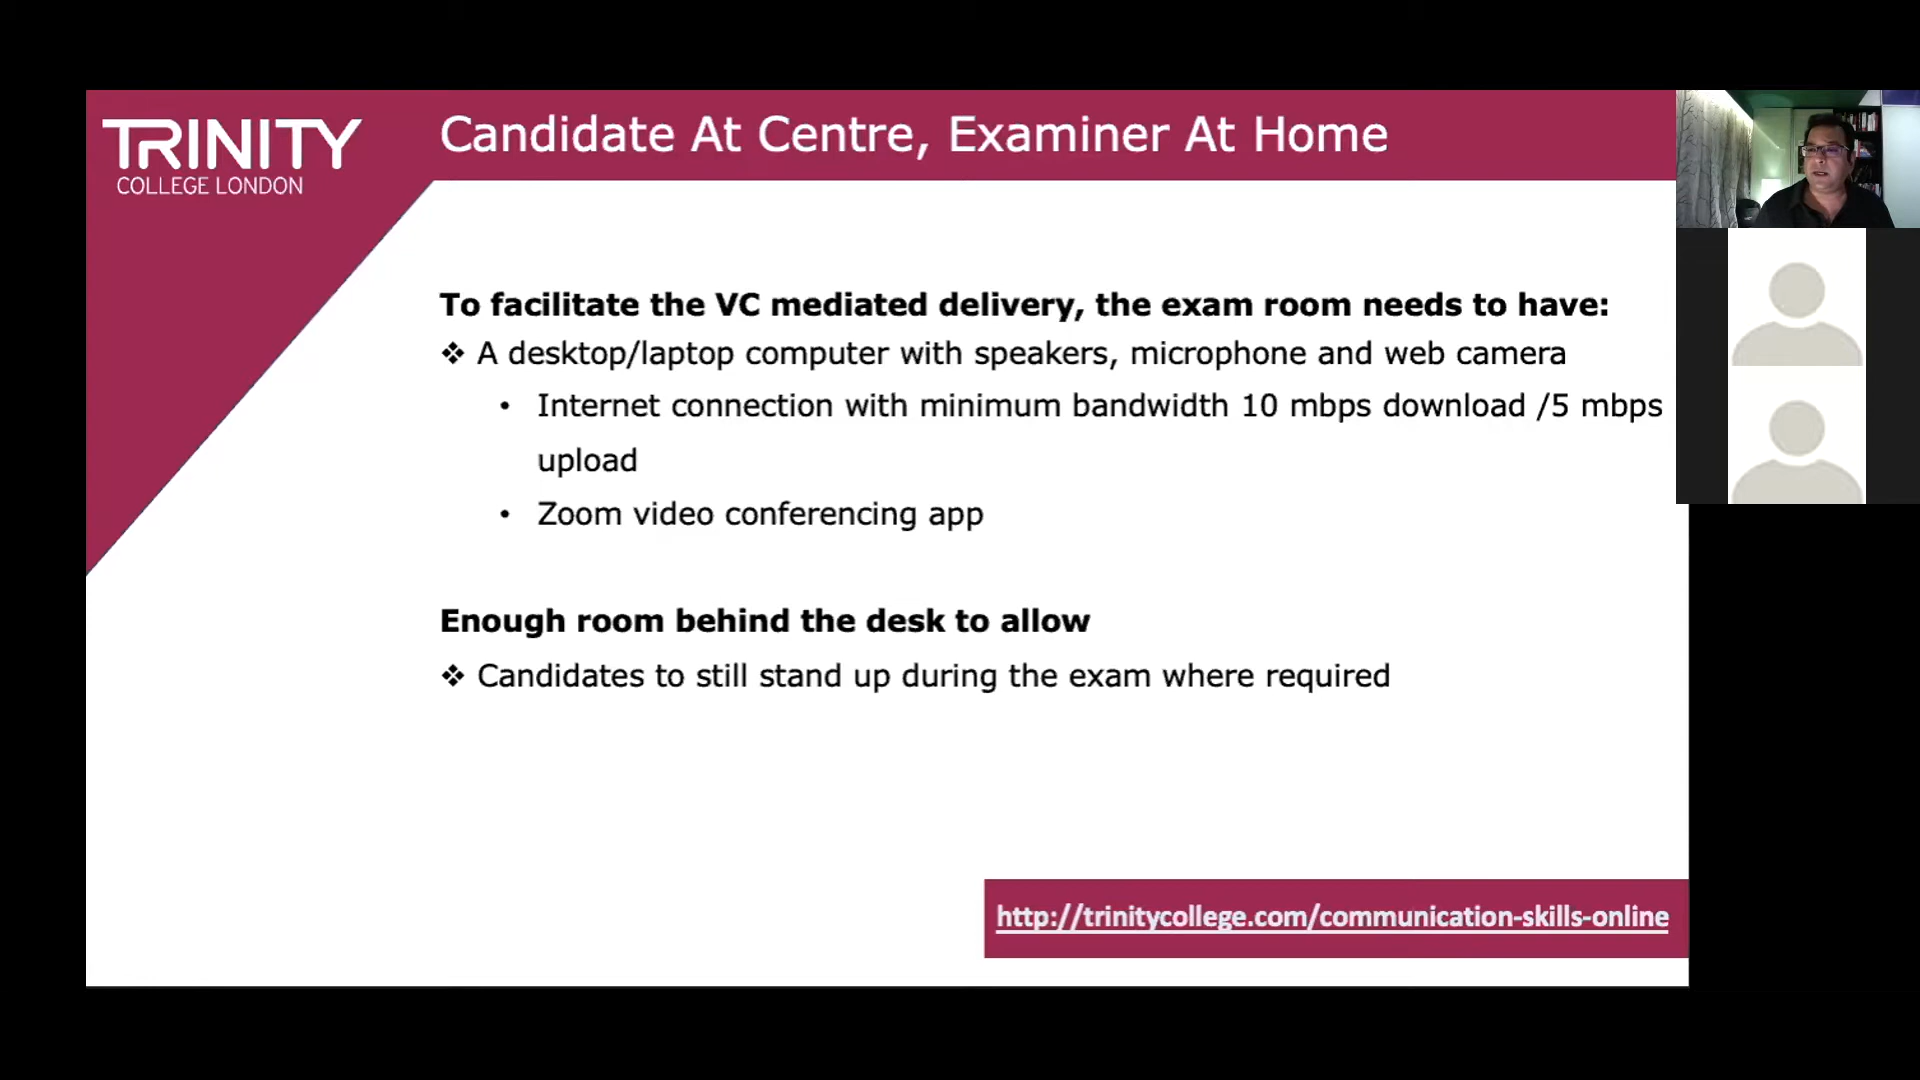 TRINITY
COLLEGE LONDON
Candidate At Centre, Examiner At Home
To facilitate the VC mediated delivery, the exam room needs to have:
❖ A desktop/laptop computer with speakers, microphone and web camera
• Internet connection with minimum bandwidth 10 mbps download /5 mbps
upload
• Zoom video conferencing app
Enough room behind the desk to allow
❖ Candidates to still stand up during the exam where required
http://trinitycollege.com/communication-skills-online